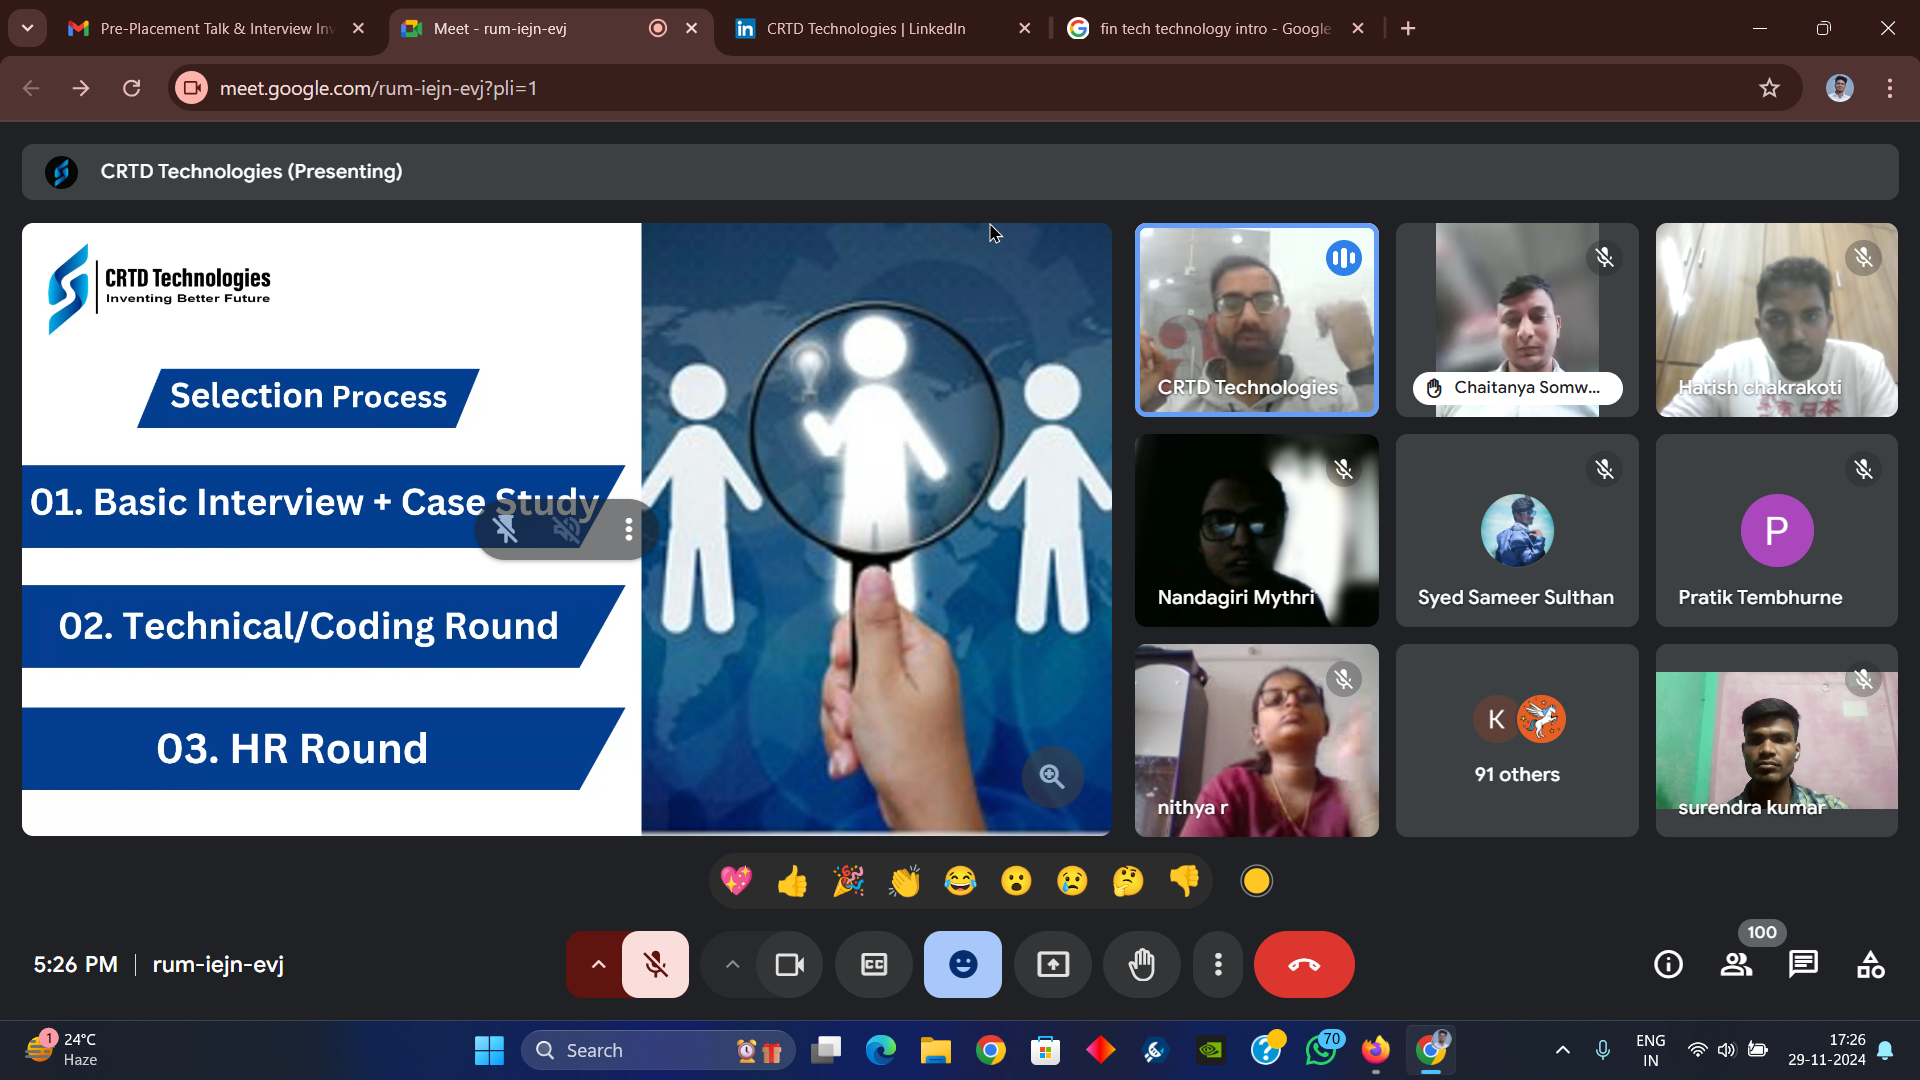 Pre-Placement Talk & Interview Inv
Meet - rum-iejn-evj
CRTD Technologies | LinkedIn
fin tech technology intro - Google
meet.google.com/rum-iejn-evj?pli=1
CRTD Technologies (Presenting)
CRTD Technologies
Inventing Better Future
Selection Process
01. Basic Interview + Case Study
02. Technical/Coding Round
03. HR Round
CRTD Technologies
Chaitanya Somw...
Harish chakrakoti
Nandagiri Mythri
Syed Sameer Sulthan
P
Pratik Tembhurne
nithya r
K
91 others
surendra kumar
5:26 PM
rum-iejn-evj
CC
100
1
24°C
Haze
Search
70
ENG
IN
17:26
29-11-2024